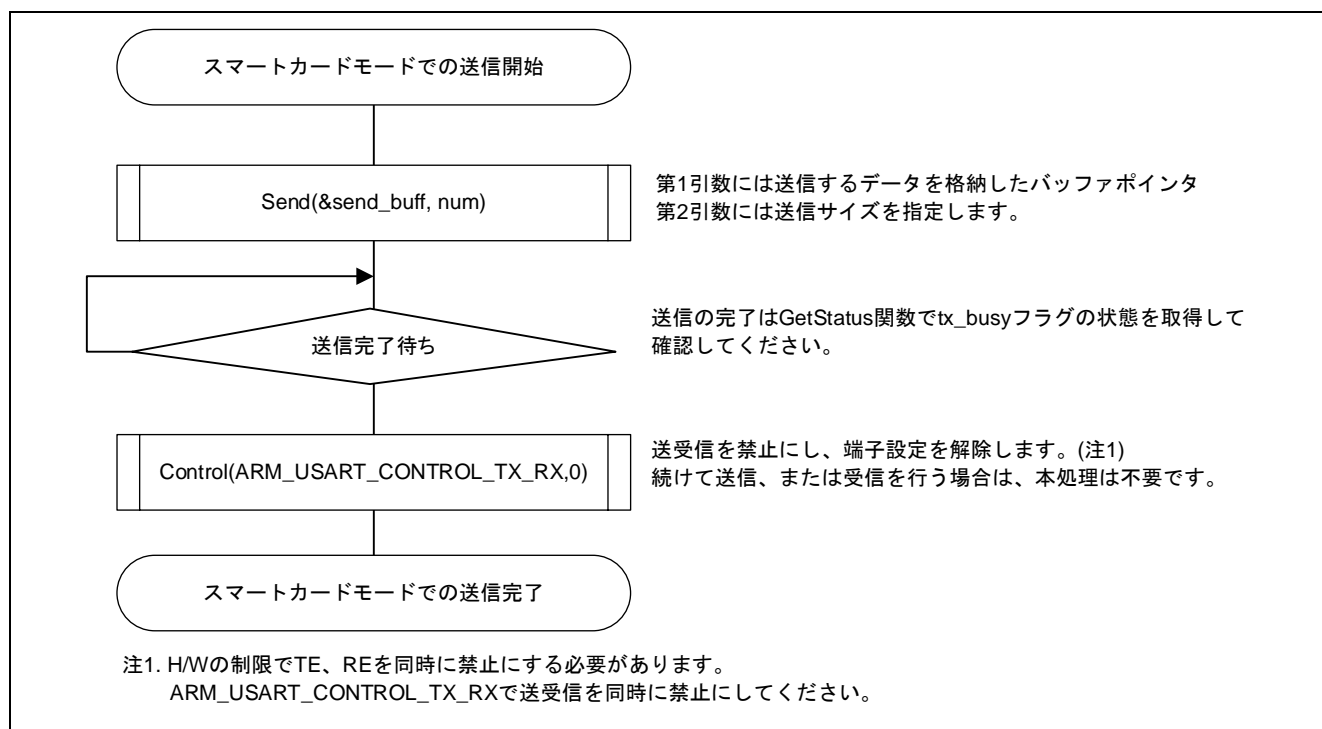 スマートカードモードでの送信開始
Send(&send_buff, num)
第1引数には送信するデータを格納したバッファポインタ
第2引数には送信サイズを指定します。
送信完了待ち
送信の完了はGetStatus関数でtx_busyフラグの状態を取得して
確認してください。
Control(ARM_USART_CONTROL_TX_RX,0)
送受信を禁止にし、端子設定を解除します。(注1)
続けて送信、または受信を行う場合は、本処理は不要です。
スマートカードモードでの送信完了
注1. H/Wの制限でTE、REを同時に禁止にする必要があります。
ARM_USART_CONTROL_TX_RXで送受信を同時に禁止にしてください。